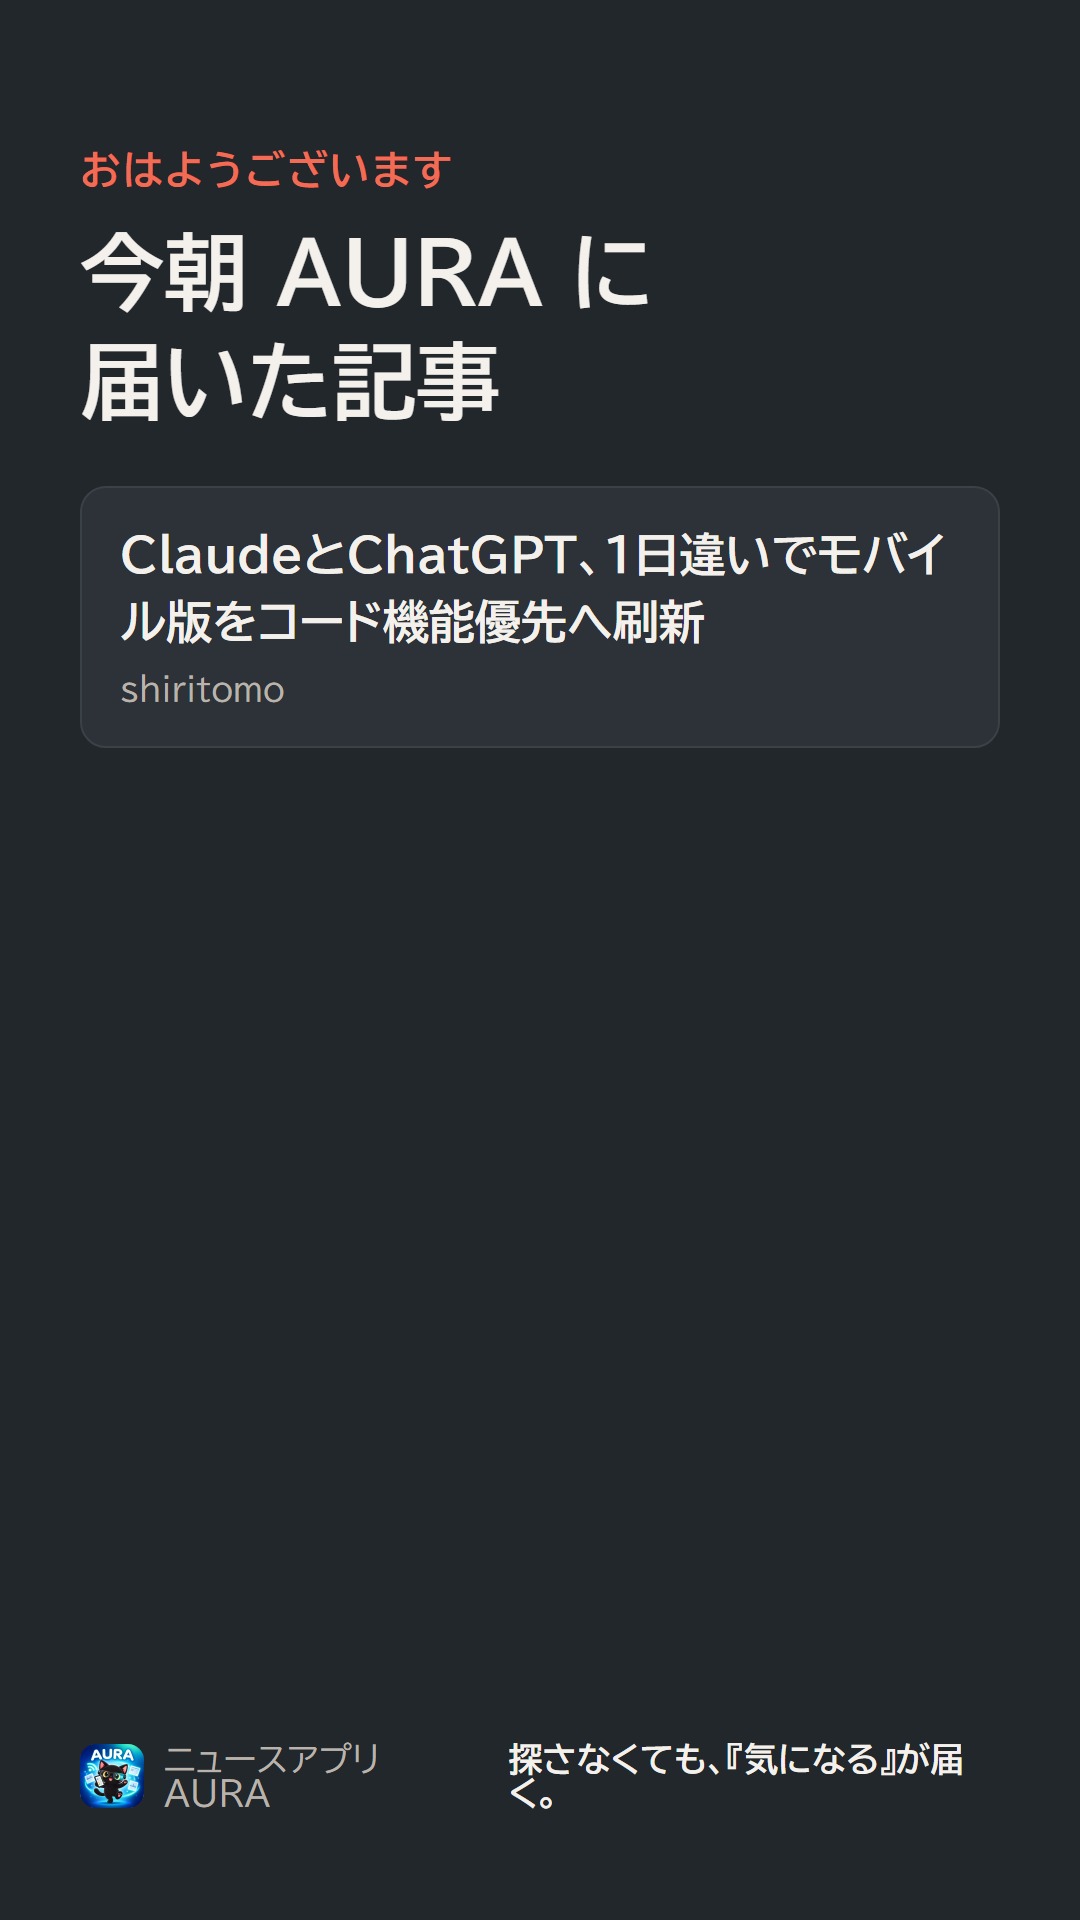 おはようございます
今朝 AURA に
届いた記事
ClaudeとChatGPT、1日違いでモバイ
ル版をコード機能優先へ刷新
shiritomo
AURA
ニュースアプリ
AURA
探さなくても、『気になる』が届
く。